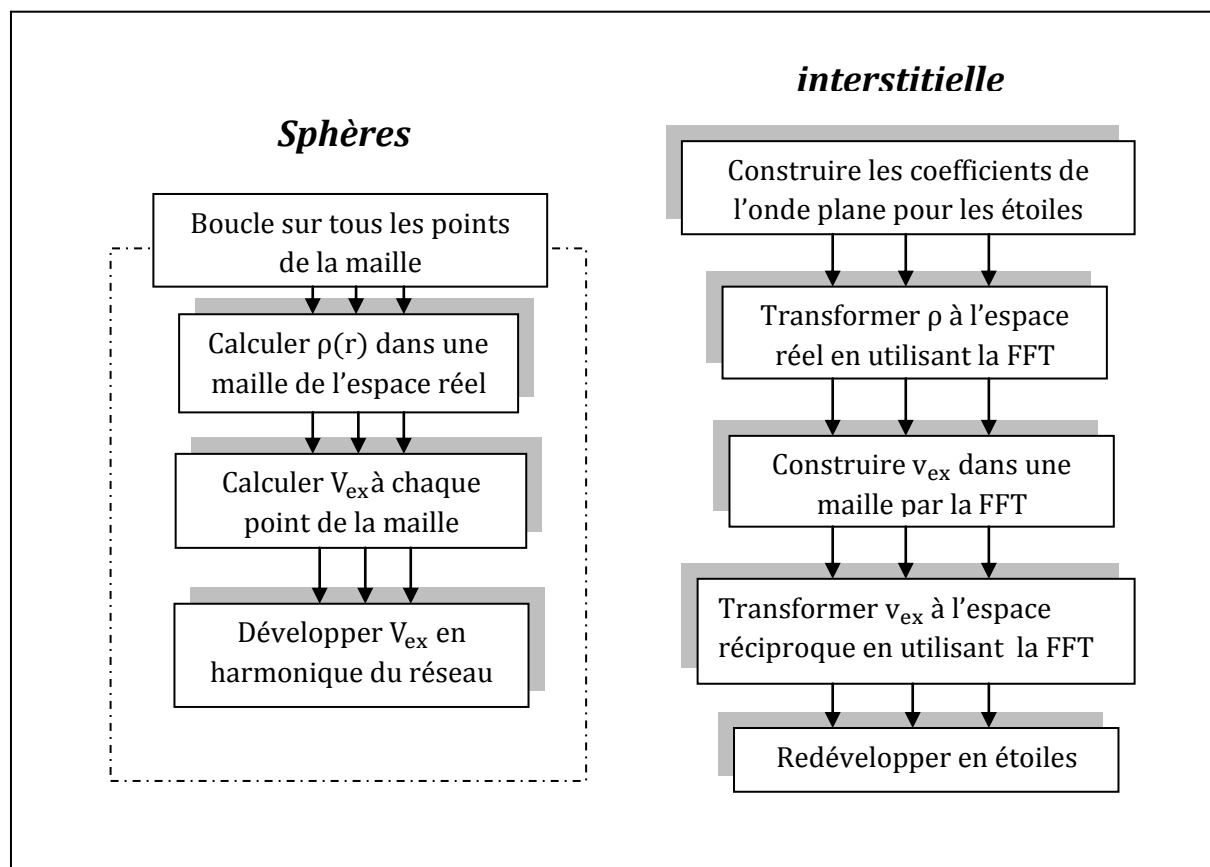 Sphères
Boucle sur tous les points
de la maille
Calculer ρ(r) dans une
maille de l’espace réel
Calculer Vex à chaque
point de la maille
Développer Vex en
harmonique du réseau
interstitielle
Construire les coefficients de
l’onde plane pour les étoiles
Transformer ρ à l’espace
réel en utilisant la FFT
Construire vex dans une
maille par la FFT
Transformer vex à l’espace
réciproque en utilisant la FFT
Redévelopper en étoiles